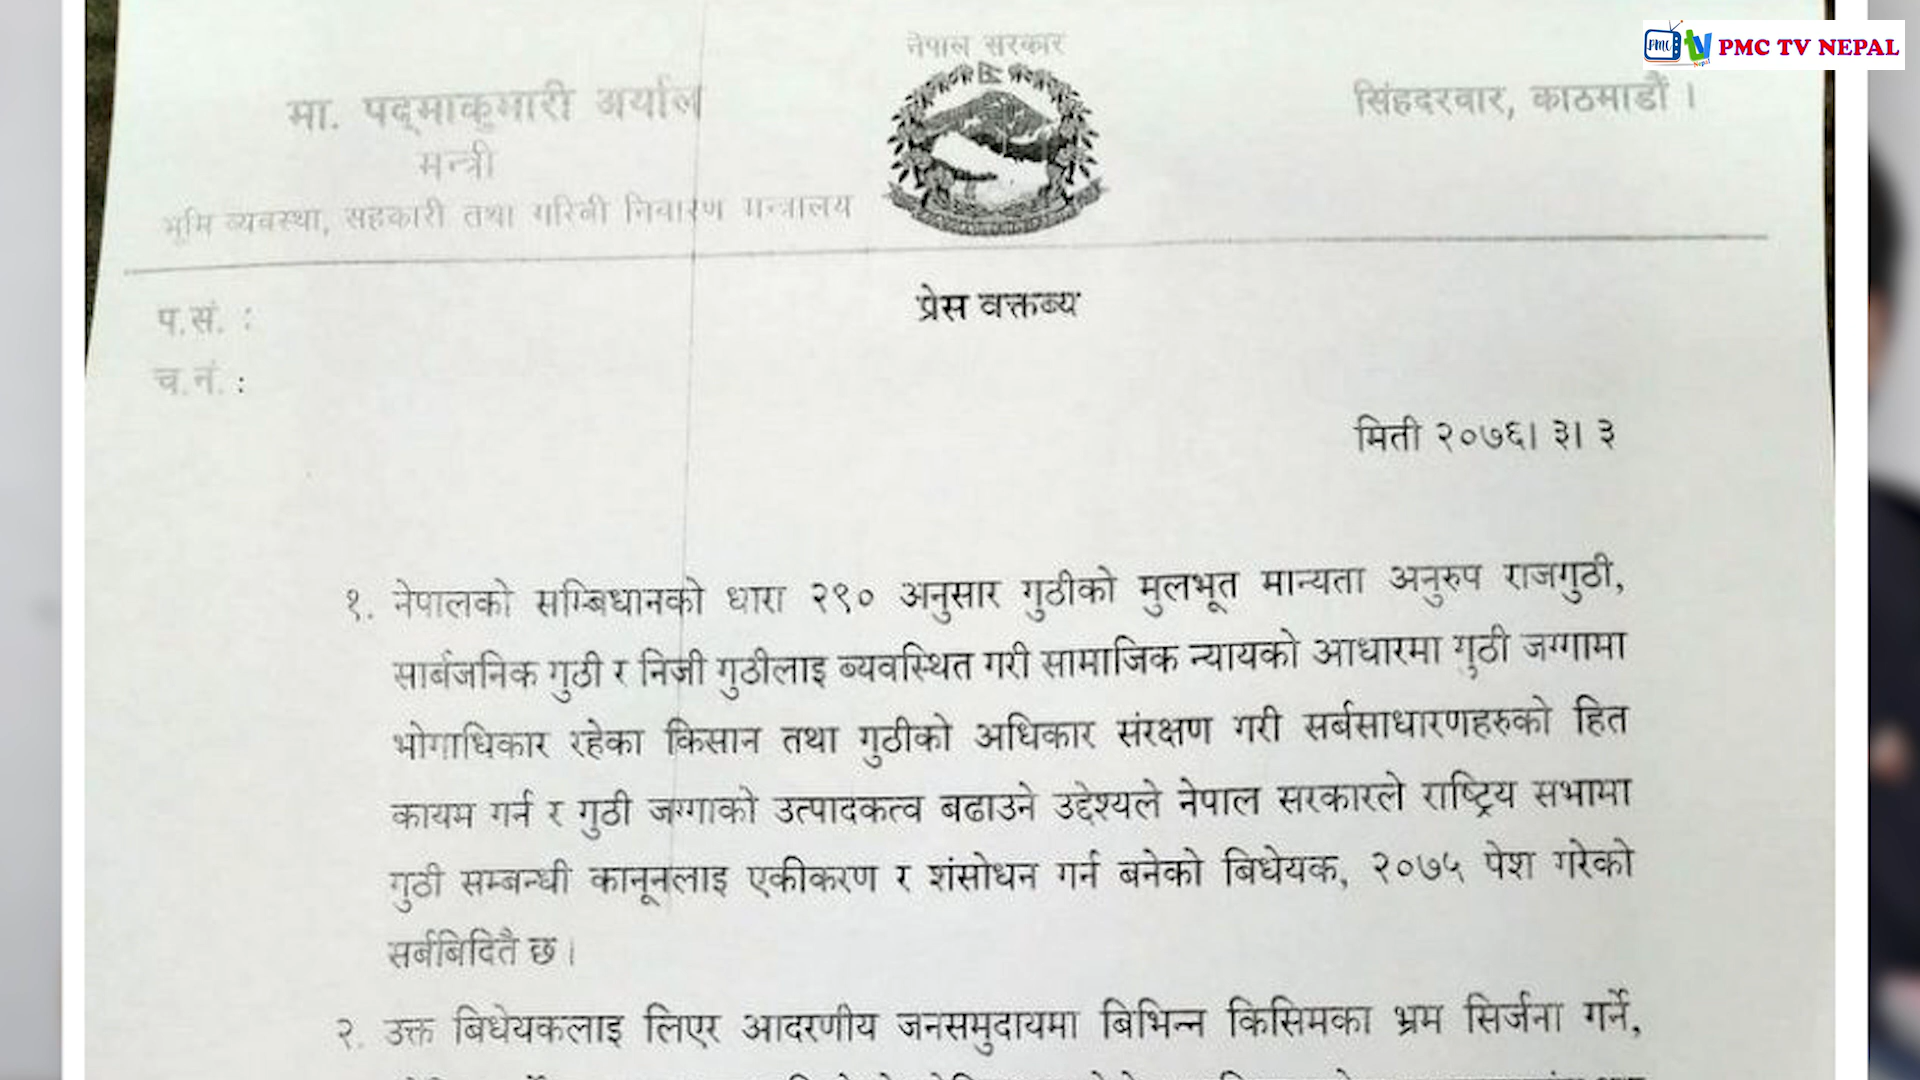 PMC TV NEPAL
नेपाल सरकार
मा. पद्माकुमारी अर्याल
मन्त्री
भूमि व्यवस्था, सहकारी तथा गरिबी निवारण मन्त्रालय
सिंहदरवार, काठमाडौं ।
प.सं. :
च.नं. :
प्रेस वक्तब्य
मिती २०७६। ३। ३
१. नेपालको सम्बिधानको धारा २९० अनुसार गुठीको मुलभूत मान्यता अनुरुप राजगुठी,
सार्बजनिक गुठी र निजी गुठीलाइ ब्यवस्थित गरी सामाजिक न्यायको आधारमा गुठी जग्गामा
भोगाधिकार रहेका किसान तथा गुठीको अधिकार संरक्षण गरी सर्बसाधारणहरुको हित
कायम गर्न र गुठी जग्गाको उत्पादकत्व बढाउने उद्देश्यले नेपाल सरकारले राष्ट्रिय सभामा
गुठी सम्बन्धी कानूनलाइ एकीकरण र शंसोधन गर्न बनेको बिधेयक, २०७५ पेश गरेको
सर्बबिदितै छ ।
२. उक्त बिधेयकलाइ लिएर आदरणीय जनसमुदायमा बिभिन्न किसिमका भ्रम सिर्जना गर्ने,